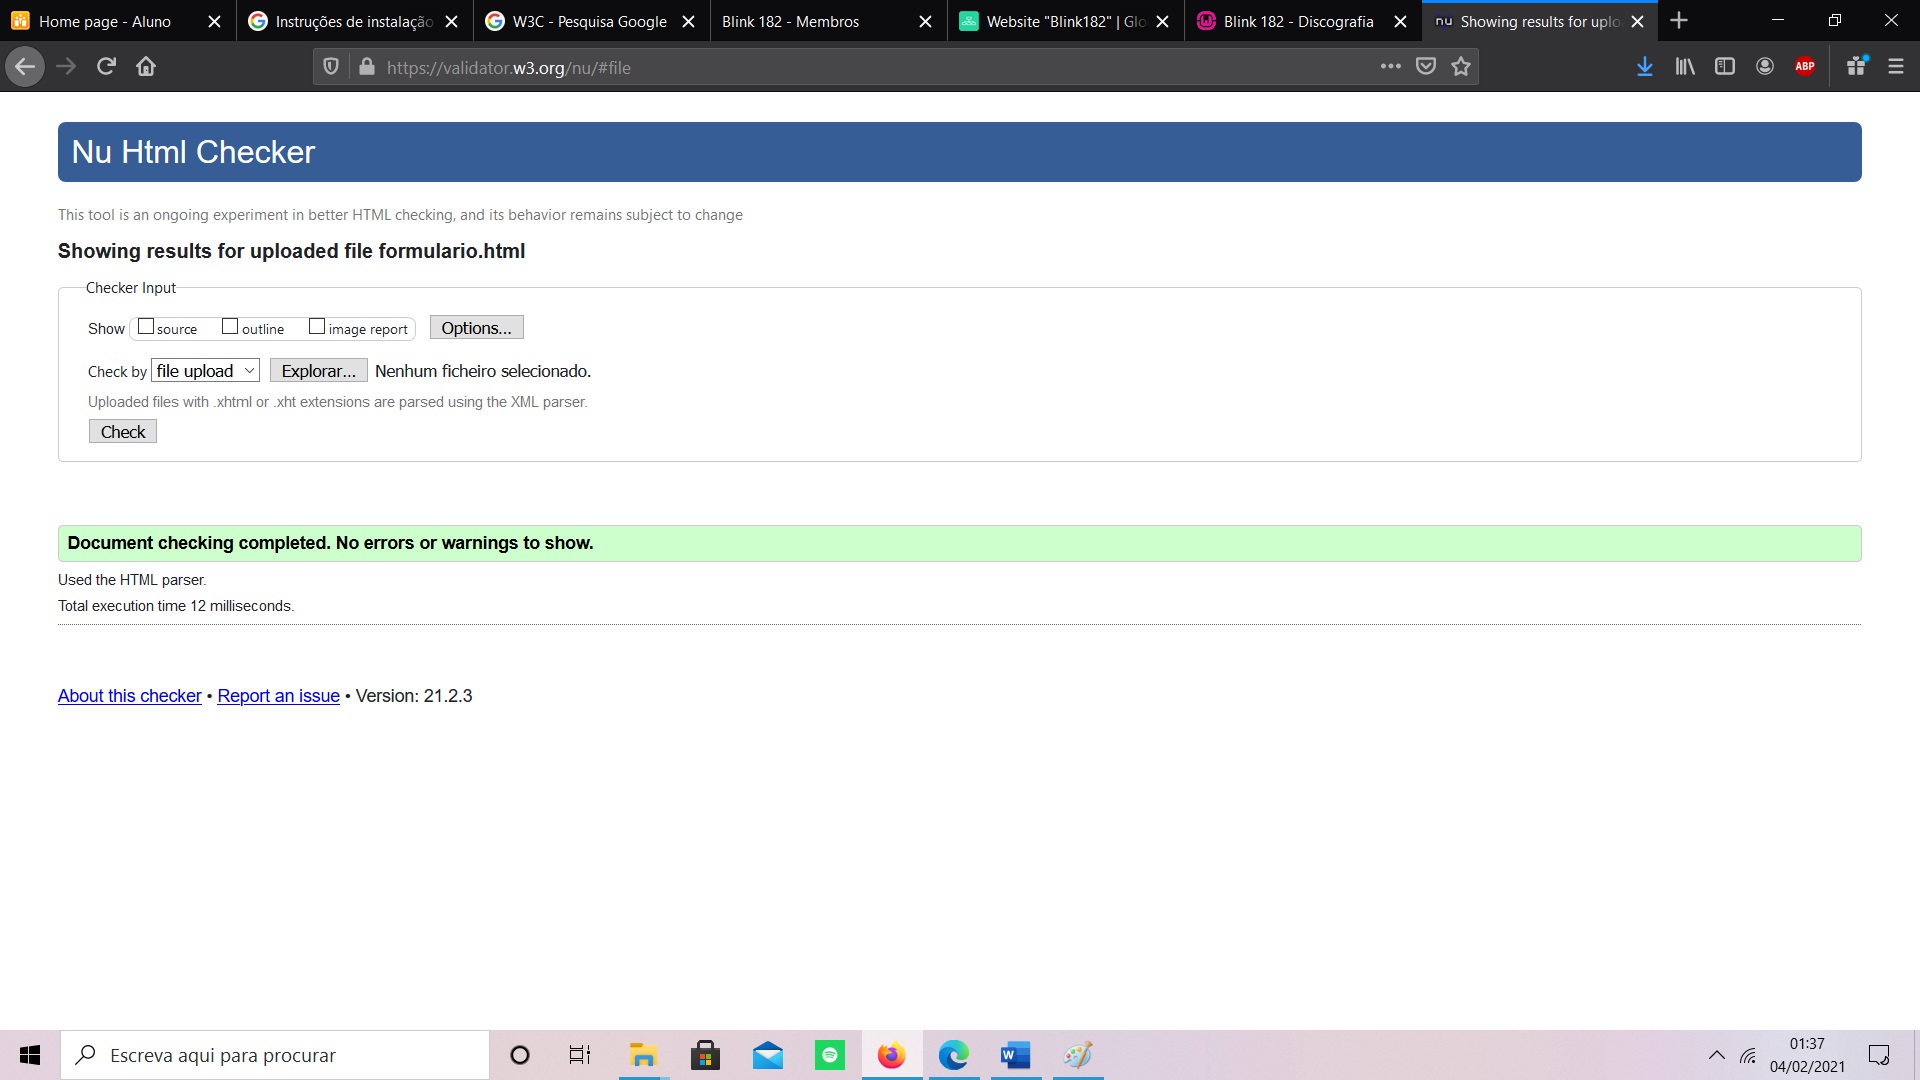 Home page - Aluno
Instruções de instalação
W3C - Pesquisa Google
Blink 182 - Membros
Website "Blink182" | Glo
Blink 182 - Discografia
nu Showing results for uplo
https://validator.w3.org/nu/#file
ABP
Nu Html Checker
This tool is an ongoing experiment in better HTML checking, and its behavior remains subject to change
Showing results for uploaded file formulario.html
Checker Input
Show source outline image report Options...
Check by file upload Explorar... Nenhum ficheiro selecionado.
Uploaded files with .xhtml or .xht extensions are parsed using the XML parser.
Check
Document checking completed. No errors or warnings to show.
Used the HTML parser.
Total execution time 12 milliseconds.
About this checker • Report an issue • Version: 21.2.3
Escreva aqui para procurar
W
01:37
04/02/2021